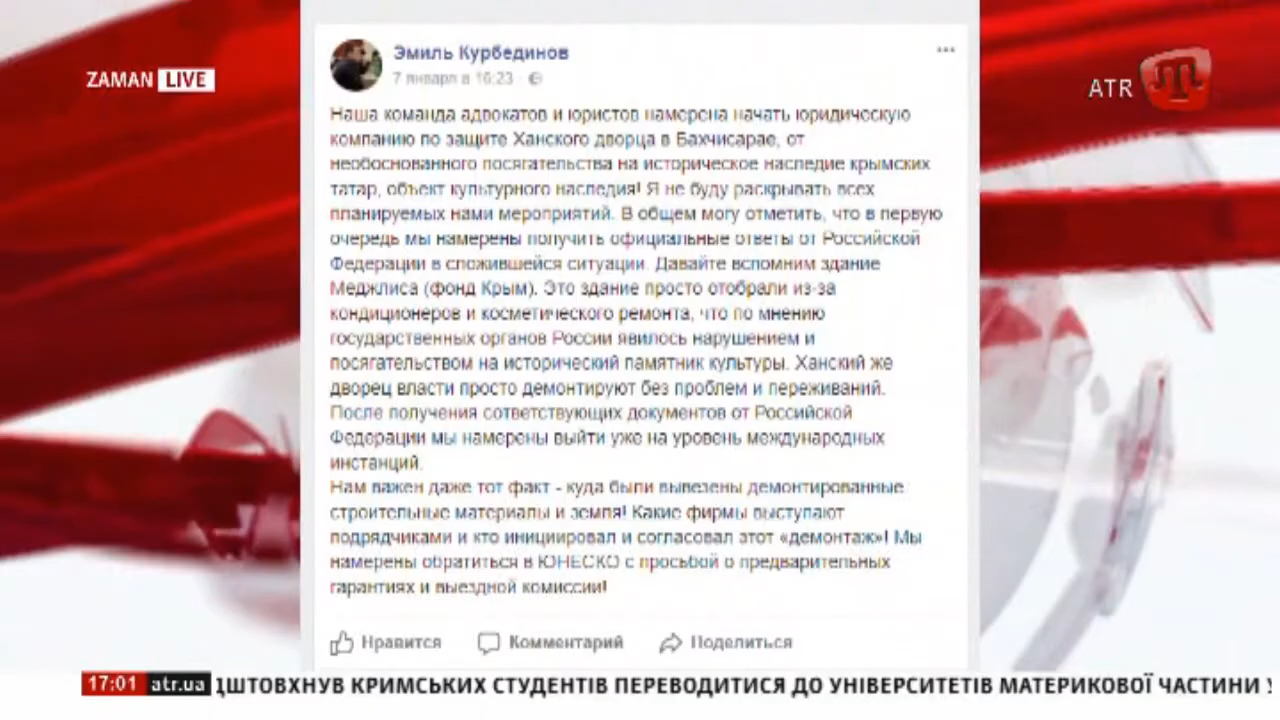 ZAMAN LIVE
ATR
Эмиль Курбединов
7 января в 16:23
Наша команда адвокатов и юристов намерена начать юридическую
компанию по защите Ханского дворца в Бахчисарае, от
необоснованного посягательства на историческое наследие крымских
татар, объект культурного наследия! Я не буду раскрывать всех
планируемых нами мероприятий. В общем могу отметить, что в первую
очередь мы намерены получить официальные ответы от Российской
Федерации в сложившейся ситуации. Давайте вспомним здание
Меджлиса (фонд Крым). Это здание просто отобрали из-за
кондиционеров и косметического ремонта, что по мнению
государственных органов России явилось нарушением и
посягательством на исторический памятник культуры. Ханский же
дворец власти просто демонтируют без проблем и переживаний.
После получения сответствующих документов от Российской
Федерации мы намерены выйти уже на уровень международных
инстанций.
Нам важен даже тот факт - куда были вывезены демонтированные
строительные материалы и земля! Какие фирмы выступают
подрядчиками и кто инициировал и согласовал этот «демонтаж»! Мы
намерены обратиться в ЮНЕСКО с просьбой о предварительных
гарантиях и выездной комиссии!
Нравится Комментарий Поделиться
17:01 atr.ua ДШТОВХНУВ КРИМСЬКИХ СТУДЕНТІВ ПЕРЕВОДИТИСЯ ДО УНІВЕРСИТЕТІВ МАТЕРИКОВОЇ ЧАСТИНИ У